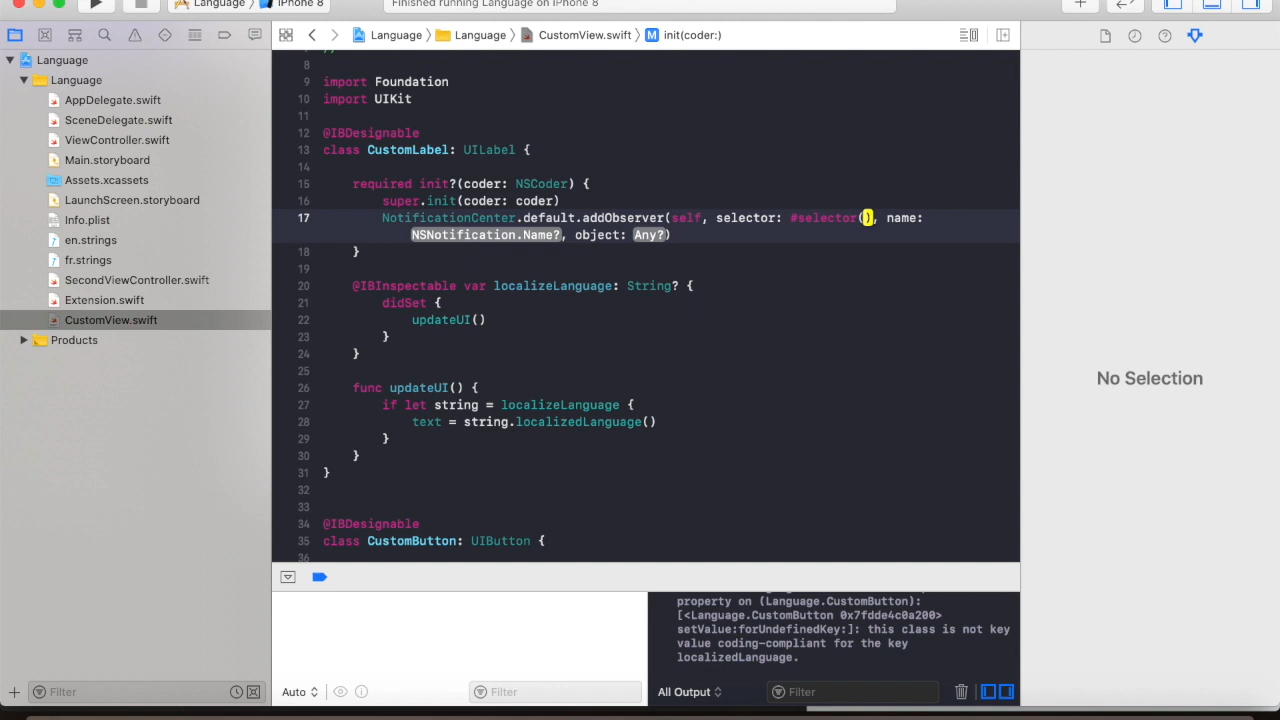 Language
iPhone 8
Finished running Language on iPhone 8
Language
Language
CustomView.swift
M
init(coder:)
Language
Language
AppDelegate.swift
SceneDelegate.swift
ViewController.swift
Main.storyboard
Assets.xcassets
LaunchScreen.storyboard
Info.plist
en.strings
fr.strings
SecondViewController.swift
Extension.swift
CustomView.swift
Products
Filter
8
9 import Foundation
10 import UIKit
11
12 @IBDesignable
13 class CustomLabel: UILabel {
14
15 required init?(coder: NSCoder) {
16 super.init(coder: coder)
17 NotificationCenter.default.addObserver(self, selector: #selector(), name:
NSNotification.Name?, object: Any?)
18 }
19
20 @IBInspectable var localizeLanguage: String? {
21 didSet {
22 updateUI()
23 }
24 }
25
26 func updateUI() {
27 if let string = localizeLanguage {
28 text = string.localizedLanguage()
29 }
30 }
31 }
32
33
34 @IBDesignable
35 class CustomButton: UIButton {
36
No Selection
property on (Language.CustomButton):
[<Language.CustomButton 0x7fdde4c0a200>
setValue:forUndefinedKey:]: this class is not key
value coding-compliant for the key
localizedLanguage.
Auto
Filter
All Output
Filter